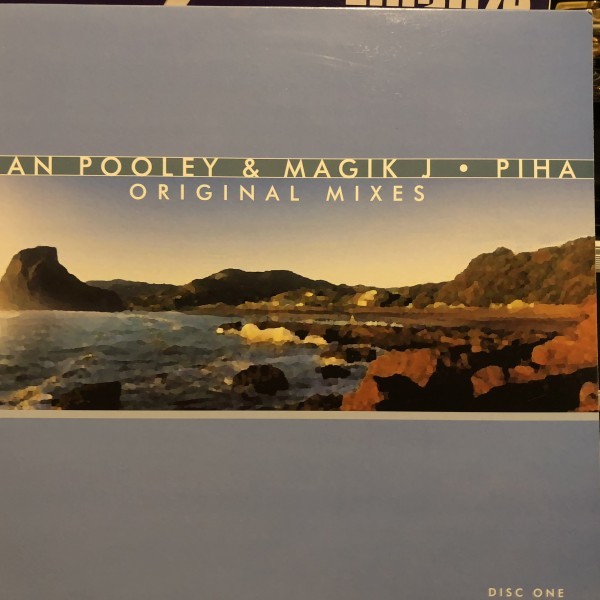 AN POOLEY & MAGIK J • PIHA
ORIGINAL MIXES
DISC ONE